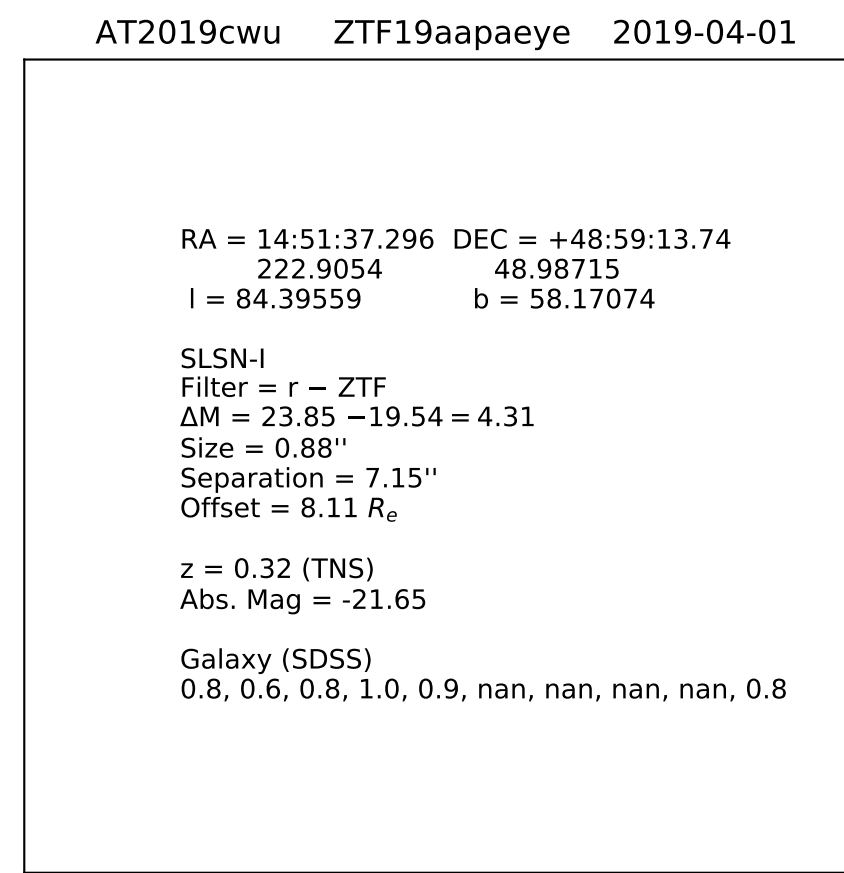 AT2019cwu ZTF19aapaeye 2019-04-01
RA = 14:51:37.296 DEC = +48:59:13.74
222.9054 48.98715
l = 84.39559 b = 58.17074
SLSN-I
Filter = r − ZTF
ΔM = 23.85 −19.54 = 4.31
Size = 0.88''
Separation = 7.15''
Offset = 8.11 Rₑ
z = 0.32 (TNS)
Abs. Mag = -21.65
Galaxy (SDSS)
0.8, 0.6, 0.8, 1.0, 0.9, nan, nan, nan, nan, 0.8